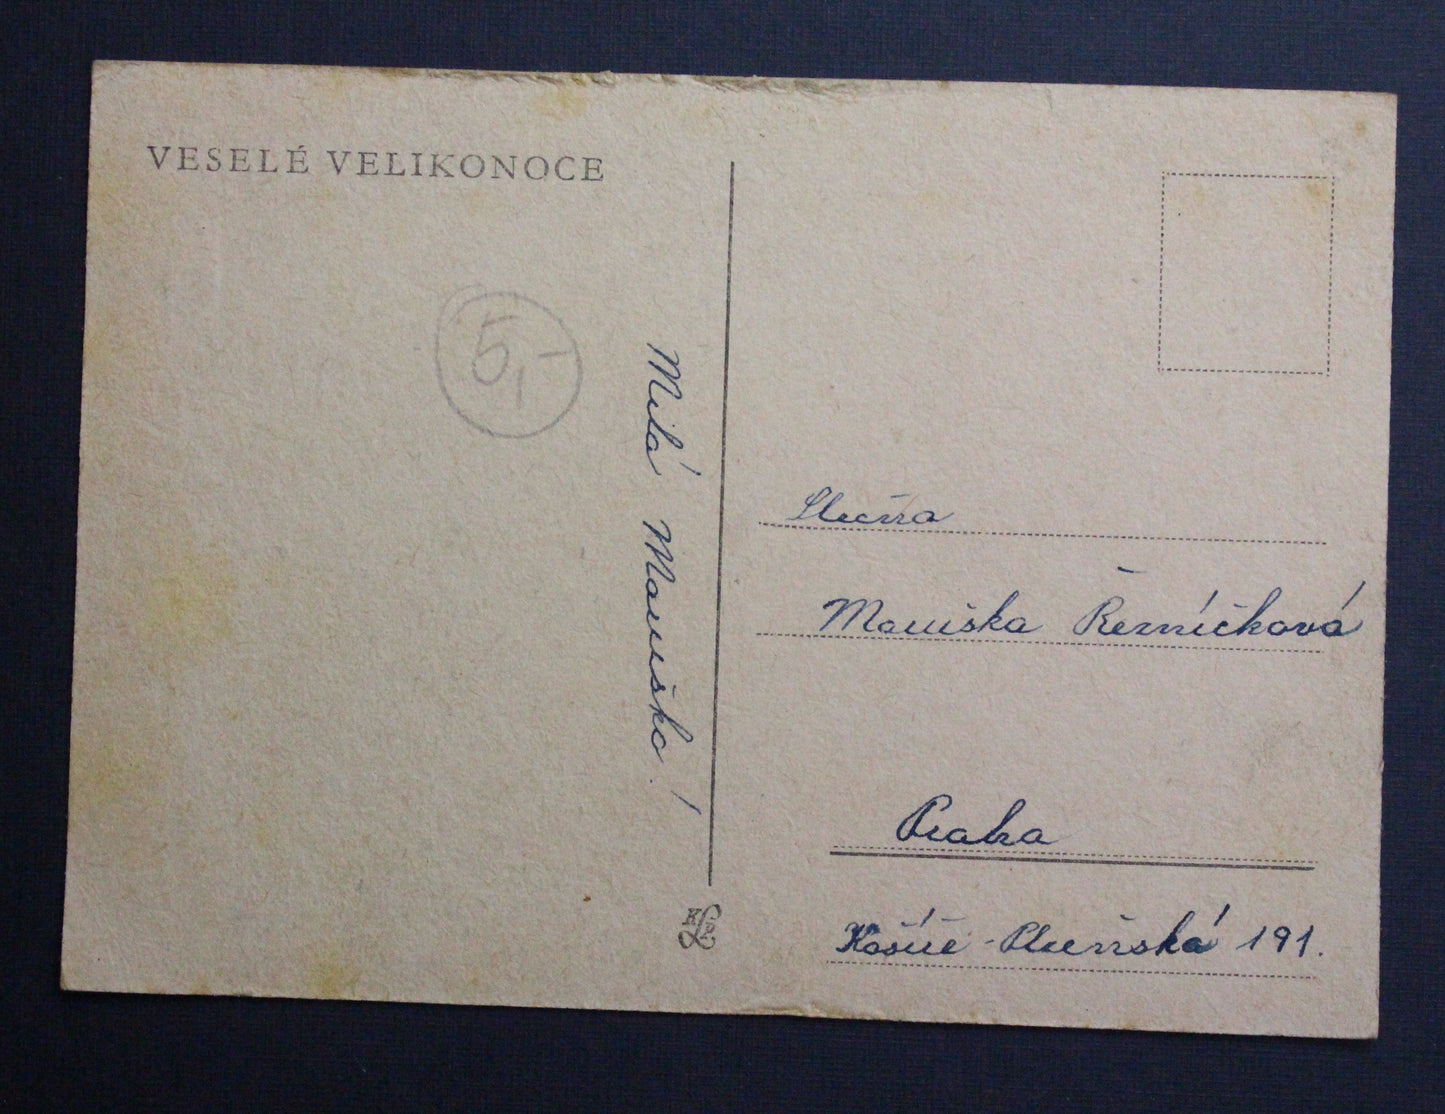 VESELÉ VELIKONOCE
5,-
Milá Maruško!
Slečna
Maruška Řezníčková
Praha
Košíře - Plzeňská 191.